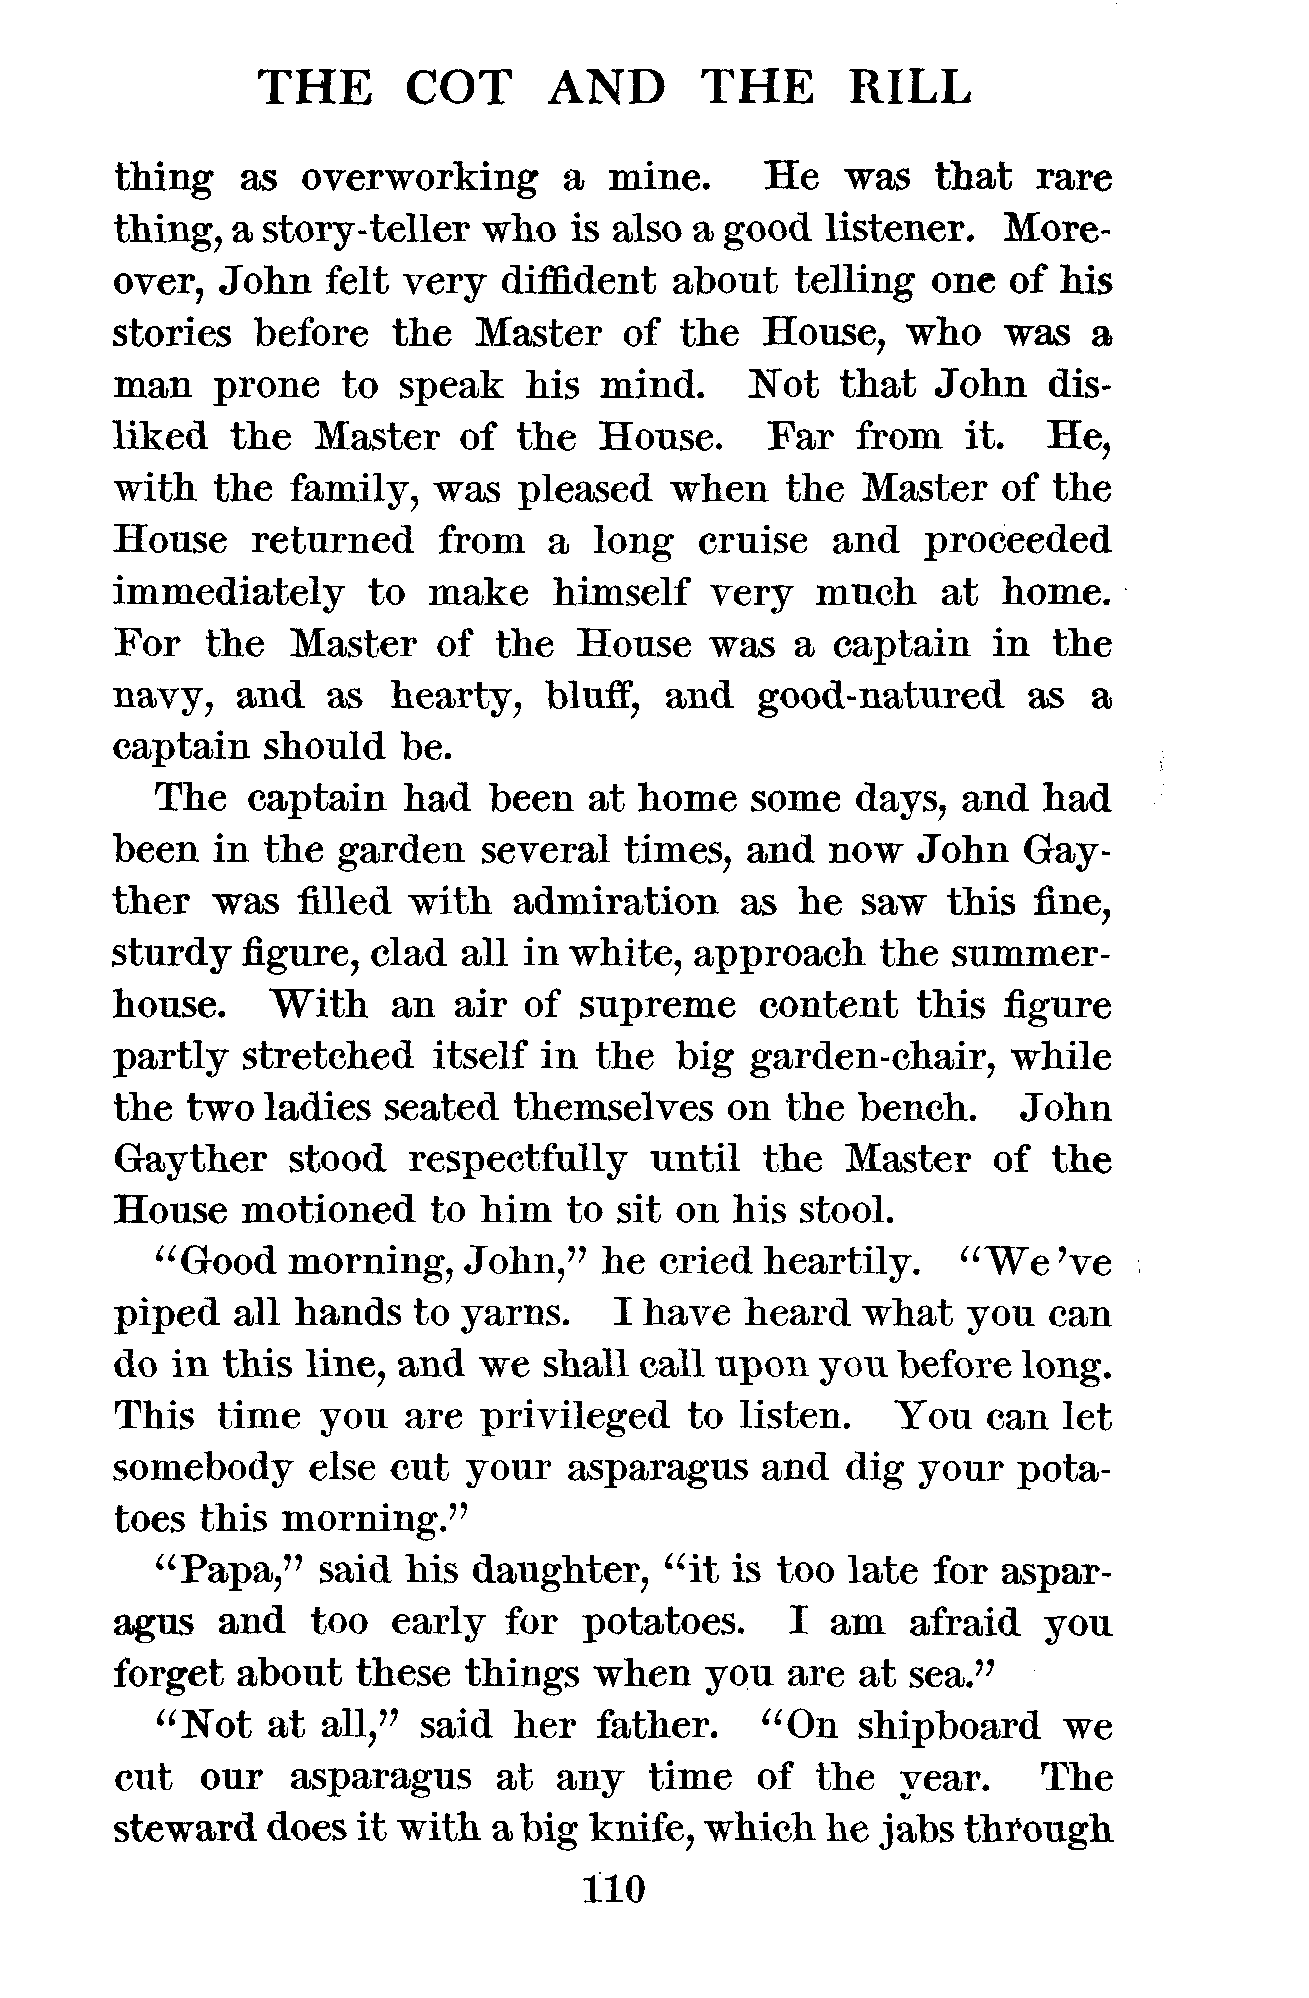 THE COT AND THE RILL
thing as overworking a mine. He was that rare
thing, a story-teller who is also a good listener. More-
over, John felt very diffident about telling one of his
stories before the Master of the House, who was a
man prone to speak his mind. Not that John dis-
liked the Master of the House. Far from it. He,
with the family, was pleased when the Master of the
House returned from a long cruise and proceeded
immediately to make himself very much at home.
For the Master of the House was a captain in the
navy, and as hearty, bluff, and good-natured as a
captain should be.
The captain had been at home some days, and had
been in the garden several times, and now John Gay-
ther was filled with admiration as he saw this fine,
sturdy figure, clad all in white, approach the summer-
house. With an air of supreme content this figure
partly stretched itself in the big garden-chair, while
the two ladies seated themselves on the bench. John
Gayther stood respectfully until the Master of the
House motioned to him to sit on his stool.
“Good morning, John,” he cried heartily. “We’ve
piped all hands to yarns. I have heard what you can
do in this line, and we shall call upon you before long.
This time you are privileged to listen. You can let
somebody else cut your asparagus and dig your pota-
toes this morning.”
“Papa,” said his daughter, “it is too late for aspar-
agus and too early for potatoes. I am afraid you
forget about these things when you are at sea.”
“Not at all,” said her father. “On shipboard we
cut our asparagus at any time of the year. The
steward does it with a big knife, which he jabs through
110